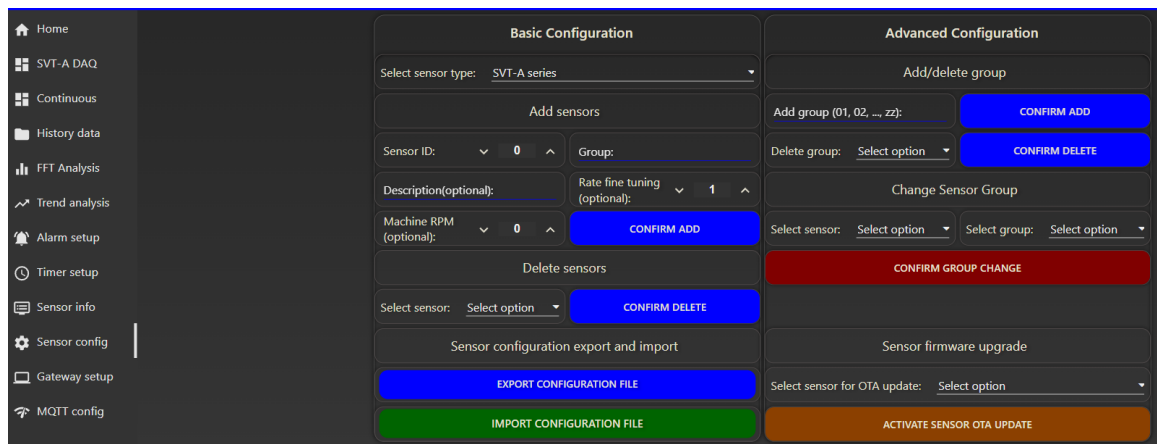 Home
SVT-A DAQ
Continuous
History data
FFT Analysis
Trend analysis
Alarm setup
Timer setup
Sensor info
Sensor config
Gateway setup
MQTT config
Basic Configuration
Select sensor type: SVT-A series
Add sensors
Sensor ID: 0 Group:
Description(optional): Rate fine tuning
(optional): 1
Machine RPM
(optional): 0 CONFIRM ADD
Delete sensors
Select sensor: Select option CONFIRM DELETE
Sensor configuration export and import
EXPORT CONFIGURATION FILE
IMPORT CONFIGURATION FILE
Advanced Configuration
Add/delete group
Add group (01, 02, ..., zz): CONFIRM ADD
Delete group: Select option CONFIRM DELETE
Change Sensor Group
Select sensor: Select option Select group: Select option
CONFIRM GROUP CHANGE
Sensor firmware upgrade
Select sensor for OTA update: Select option
ACTIVATE SENSOR OTA UPDATE